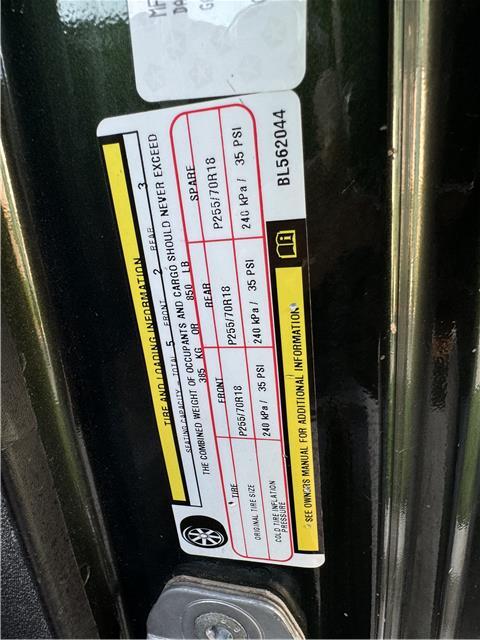 MF
DA
G
TIRE AND LOADING INFORMATION
SEATING CAPACITY - TOTAL 5 FRONT 2 REAR 3
THE COMBINED WEIGHT OF OCCUPANTS AND CARGO SHOULD NEVER EXCEED
385 KG OR 850 LB
TIRE FRONT REAR SPARE
ORIGINAL TIRE SIZE P255/70R18 P255/70R18 P255/70R18
COLD TIRE INFLATION PRESSURE 240 kPa / 35 PSI 240 kPa / 35 PSI 240 kPa / 35 PSI
SEE OWNERS MANUAL FOR ADDITIONAL INFORMATION
BL562044